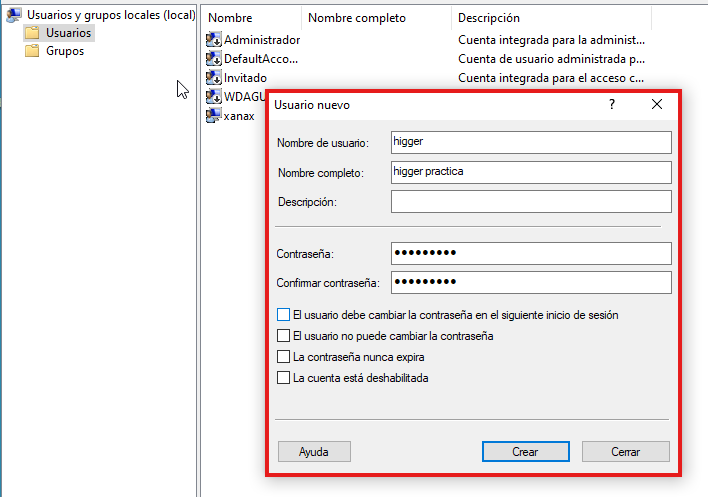 Usuarios y grupos locales (local)
Usuarios
Grupos
Nombre Nombre completo Descripción
Administrador Cuenta integrada para la administ...
DefaultAcco... Cuenta de usuario administrada p...
Invitado Cuenta integrada para el acceso c...
WDAGU
xanax
Usuario nuevo ?
Nombre de usuario: higger
Nombre completo: higger practica
Descripción:
Contraseña: •••••••••
Confirmar contraseña: •••••••••
El usuario debe cambiar la contraseña en el siguiente inicio de sesión
El usuario no puede cambiar la contraseña
La contraseña nunca expira
La cuenta está deshabilitada
Ayuda Crear Cerrar